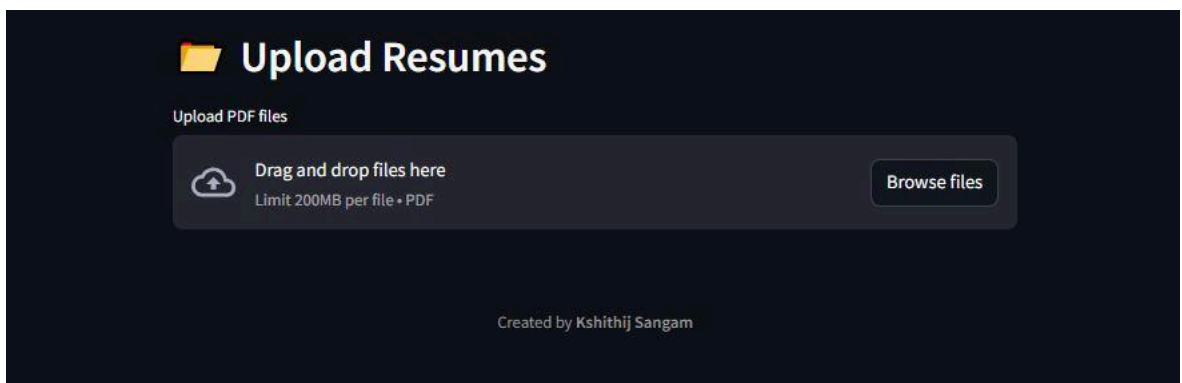 Upload Resumes
Upload PDF files
Drag and drop files here
Limit 200MB per file • PDF
Browse files
Created by Kshithij Sangam